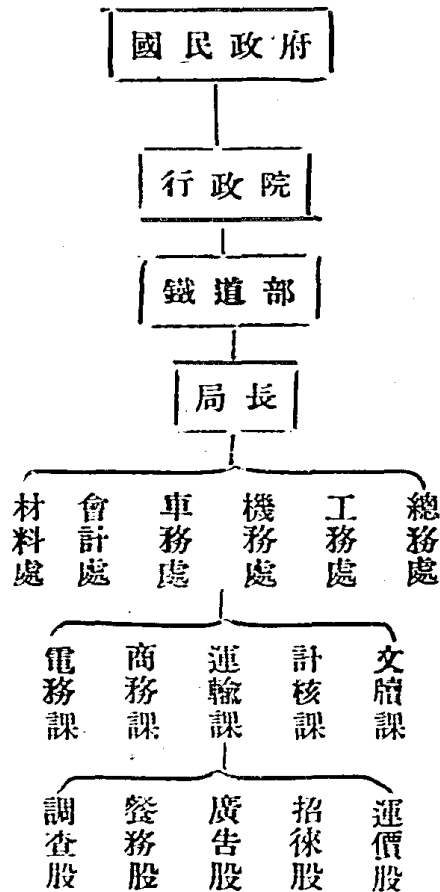 國民政府
行政院
鐵道部
局長
總務處
工務處
機務處
車務處
會計處
材料處
文牘課
計核課
運輸課
商務課
電務課
運價股
招徠股
廣告股
餐務股
調查股